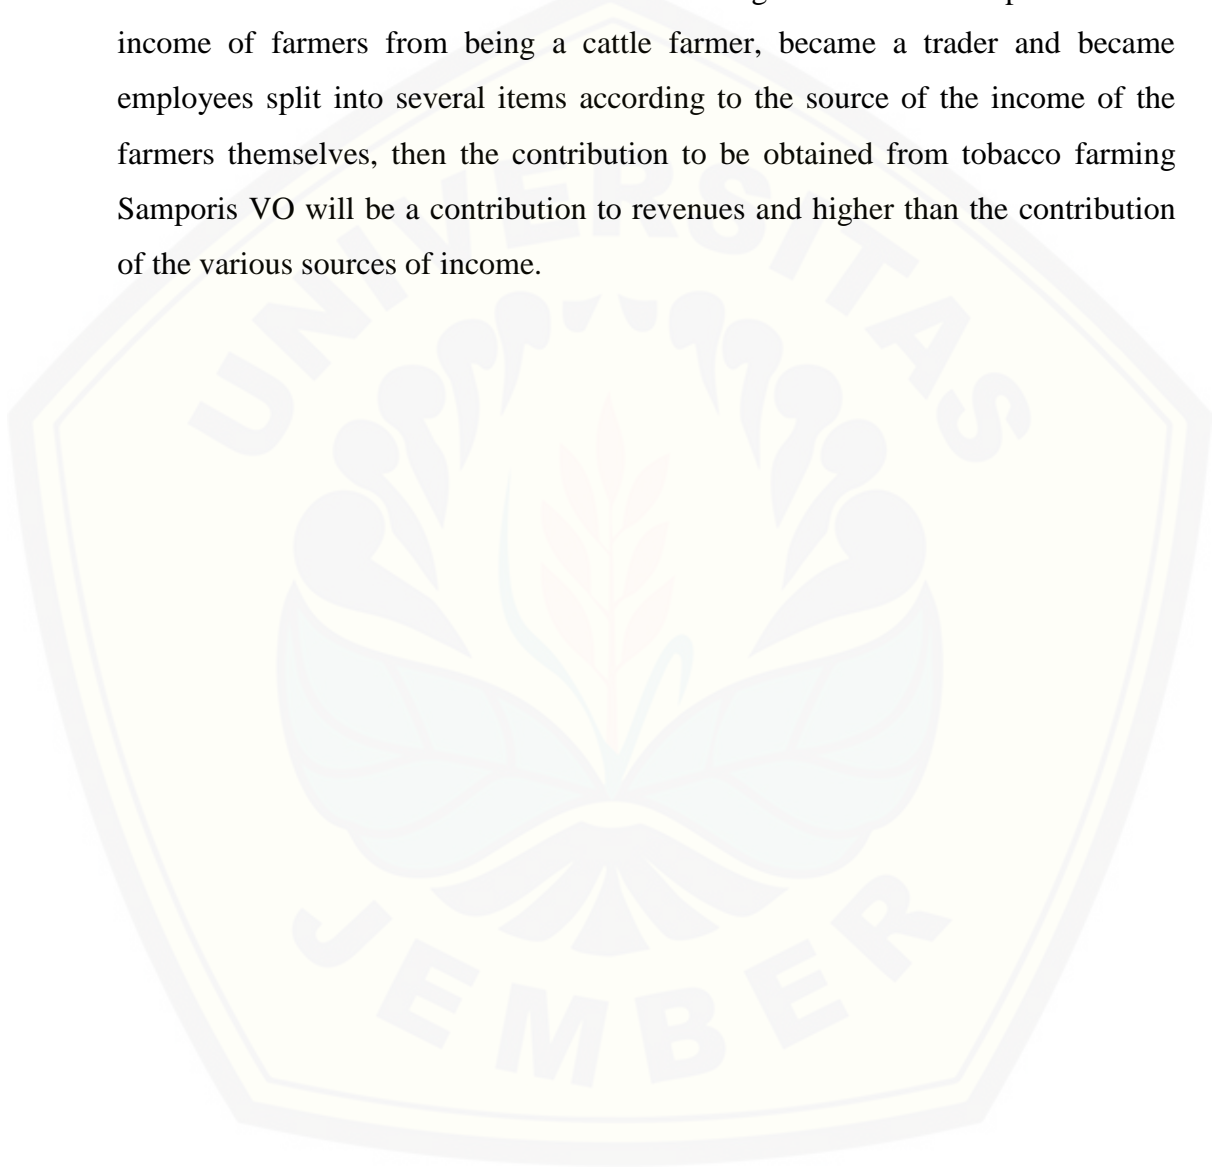 income of farmers from being a cattle farmer, became a trader and became
employees split into several items according to the source of the income of the
farmers themselves, then the contribution to be obtained from tobacco farming
Samporis VO will be a contribution to revenues and higher than the contribution
of the various sources of income.
UNIVERSITAS
JEMBER